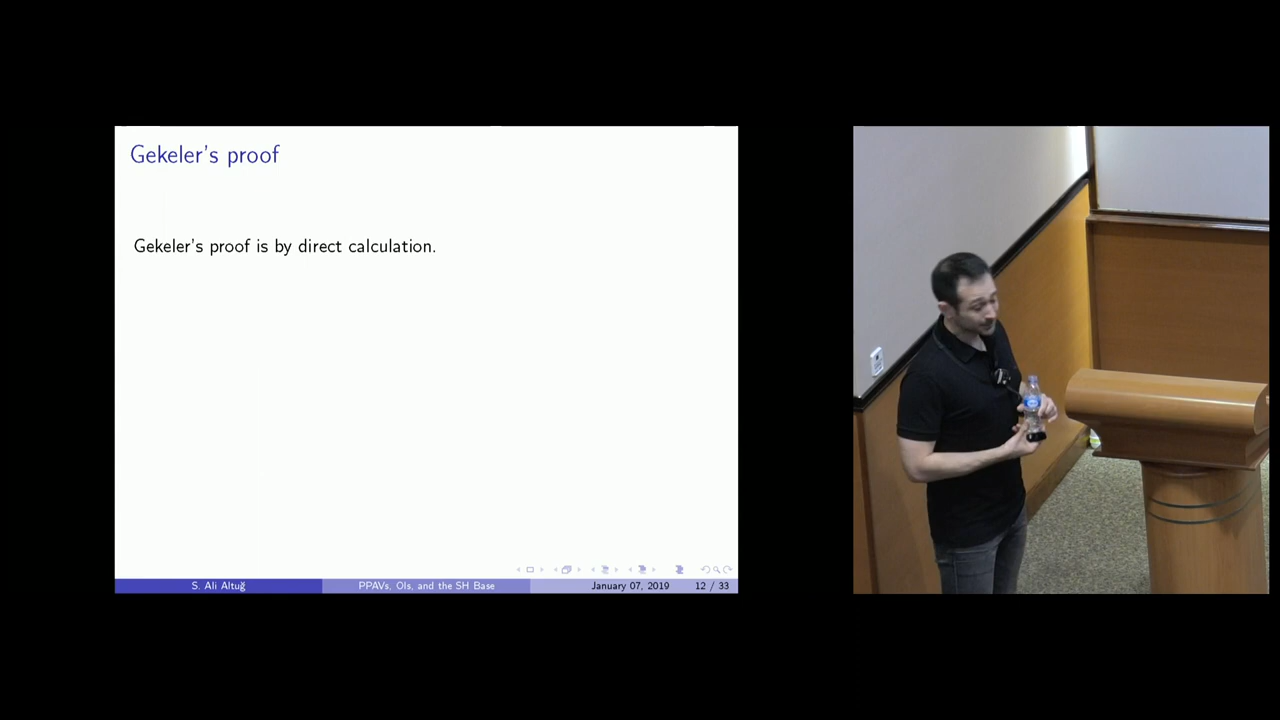 Gekeler's proof
Gekeler's proof is by direct calculation.
S. Ali Altuğ
PPAVs, OIs, and the SH Base
January 07, 2019
12 / 33